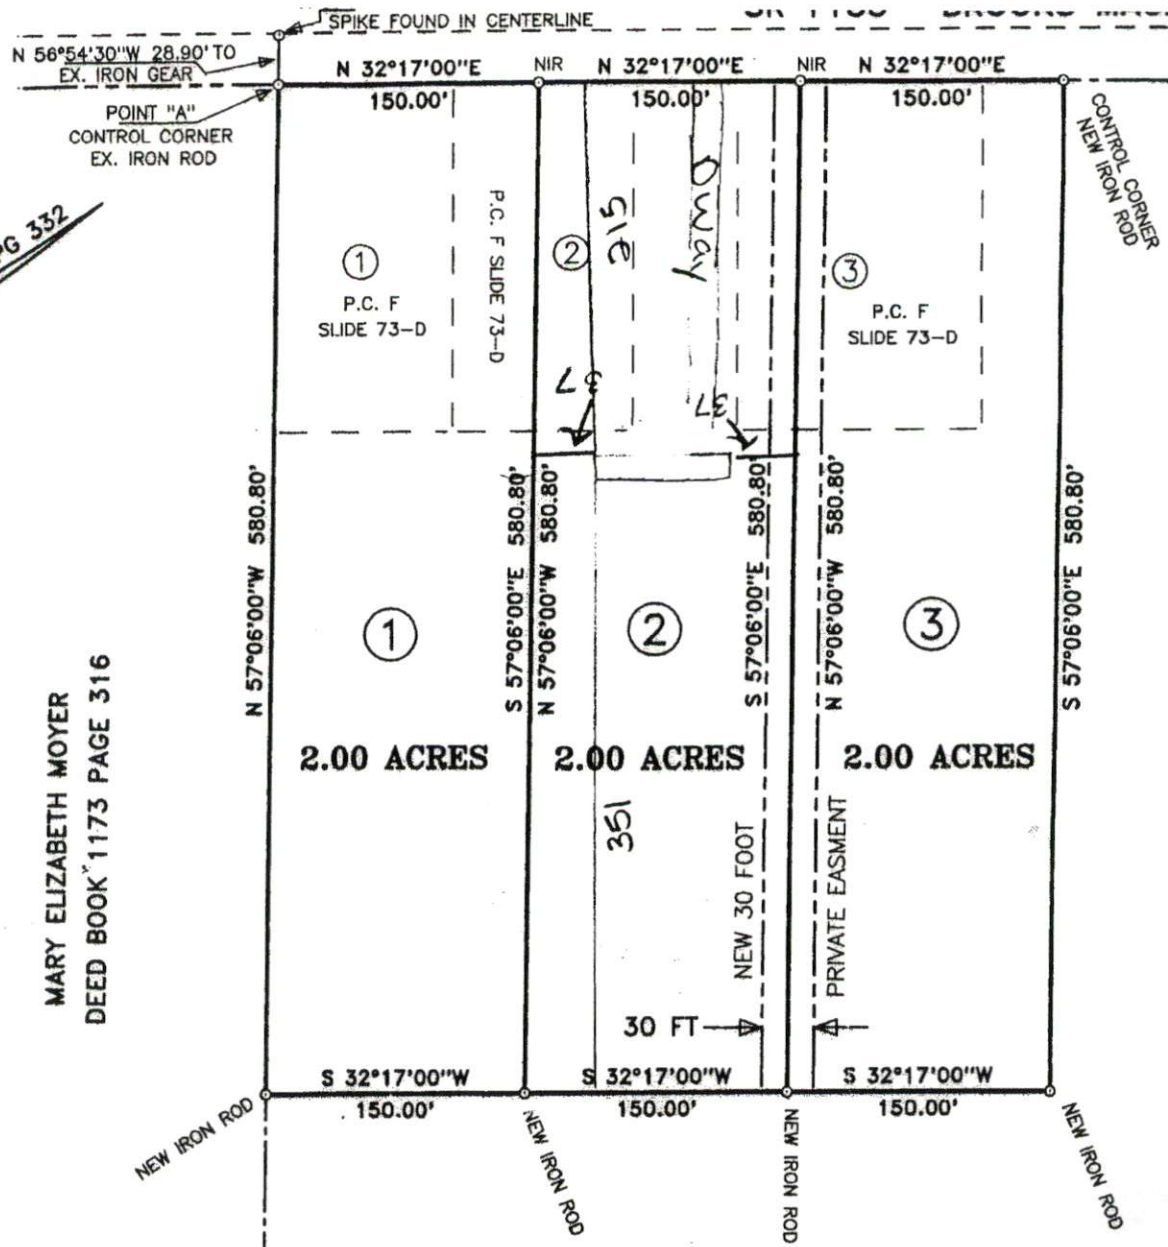 SPIKE FOUND IN CENTERLINE
N 56°54'30"W 28.90' TO
EX. IRON GEAR
POINT "A"
CONTROL CORNER
EX. IRON ROD
N 32°17'00"E
150.00'
NIR
N 32°17'00"E
150.00'
NIR
N 32°17'00"E
150.00'
CONTROL CORNER
NEW IRON ROD
PG 332
1
P.C. F
SLIDE 73-D
P.C. F SLIDE 73-D
2
215
Dway
3
P.C. F
SLIDE 73-D
37
37
N 57°06'00"W 580.80'
S 57°06'00"E 580.80'
N 57°06'00"W 580.80'
S 57°06'00"E 580.80'
N 57°06'00"W 580.80'
S 57°06'00"E 580.80'
1
2
3
2.00 ACRES
2.00 ACRES
2.00 ACRES
MARY ELIZABETH MOYER
DEED BOOK 1173 PAGE 316
351
NEW 30 FOOT
PRIVATE EASMENT
30 FT
S 32°17'00"W
150.00'
S 32°17'00"W
150.00'
S 32°17'00"W
150.00'
NEW IRON ROD
NEW IRON ROD
NEW IRON ROD
NEW IRON ROD